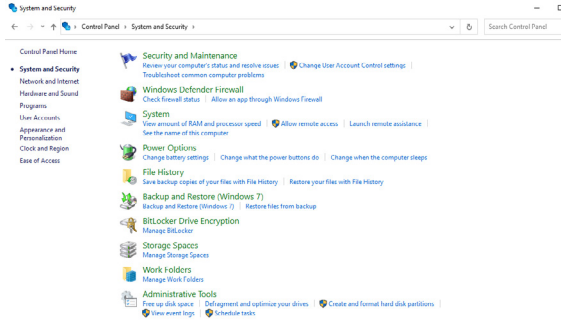 System and Security
Control Panel > System and Security >
Search Control Panel
Control Panel Home
System and Security
Network and Internet
Hardware and Sound
Programs
User Accounts
Appearance and
Personalization
Clock and Region
Ease of Access
Security and Maintenance
Review your computer's status and resolve issues | Change User Account Control settings |
Troubleshoot common computer problems
Windows Defender Firewall
Check firewall status | Allow an app through Windows Firewall
System
View amount of RAM and processor speed | Allow remote access | Launch remote assistance |
See the name of this computer
Power Options
Change battery settings | Change what the power buttons do | Change when the computer sleeps
File History
Save backup copies of your files with File History | Restore your files with File History
Backup and Restore (Windows 7)
Backup and Restore (Windows 7) | Restore files from backup
BitLocker Drive Encryption
Manage BitLocker
Storage Spaces
Manage Storage Spaces
Work Folders
Manage Work Folders
Administrative Tools
Free up disk space | Defragment and optimize your drives | Create and format hard disk partitions |
View event logs | Schedule tasks